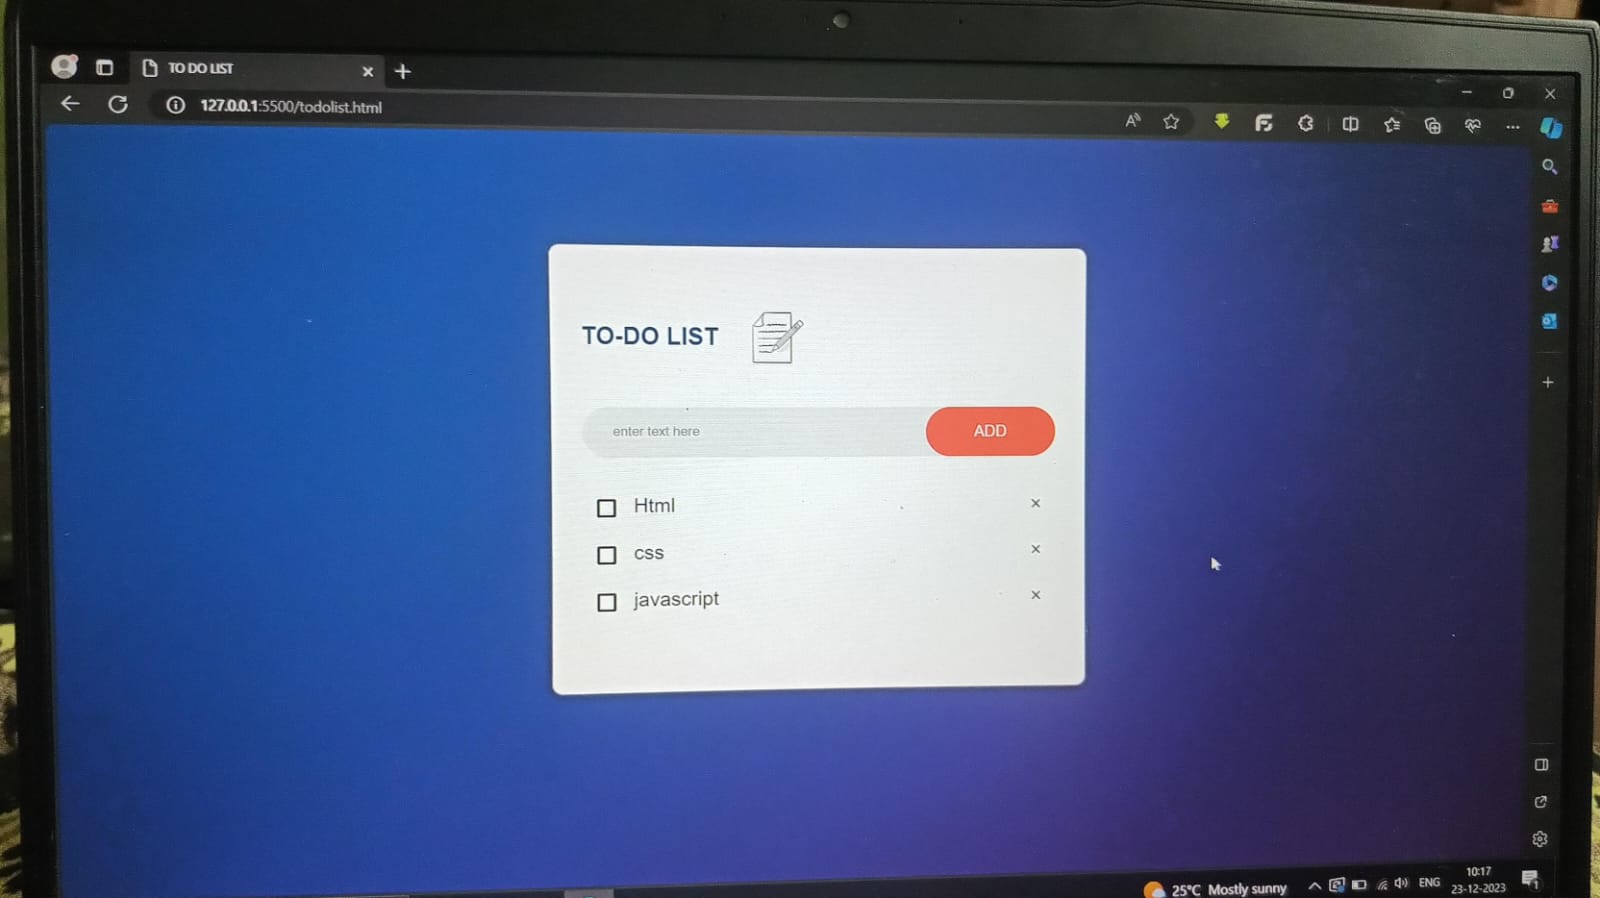 TO DO LIST
127.0.0.1:5500/todolist.html
TO-DO LIST
enter text here
ADD
Html
css
javascript
25°C Mostly sunny
ENG
10:17
23-12-2023
1